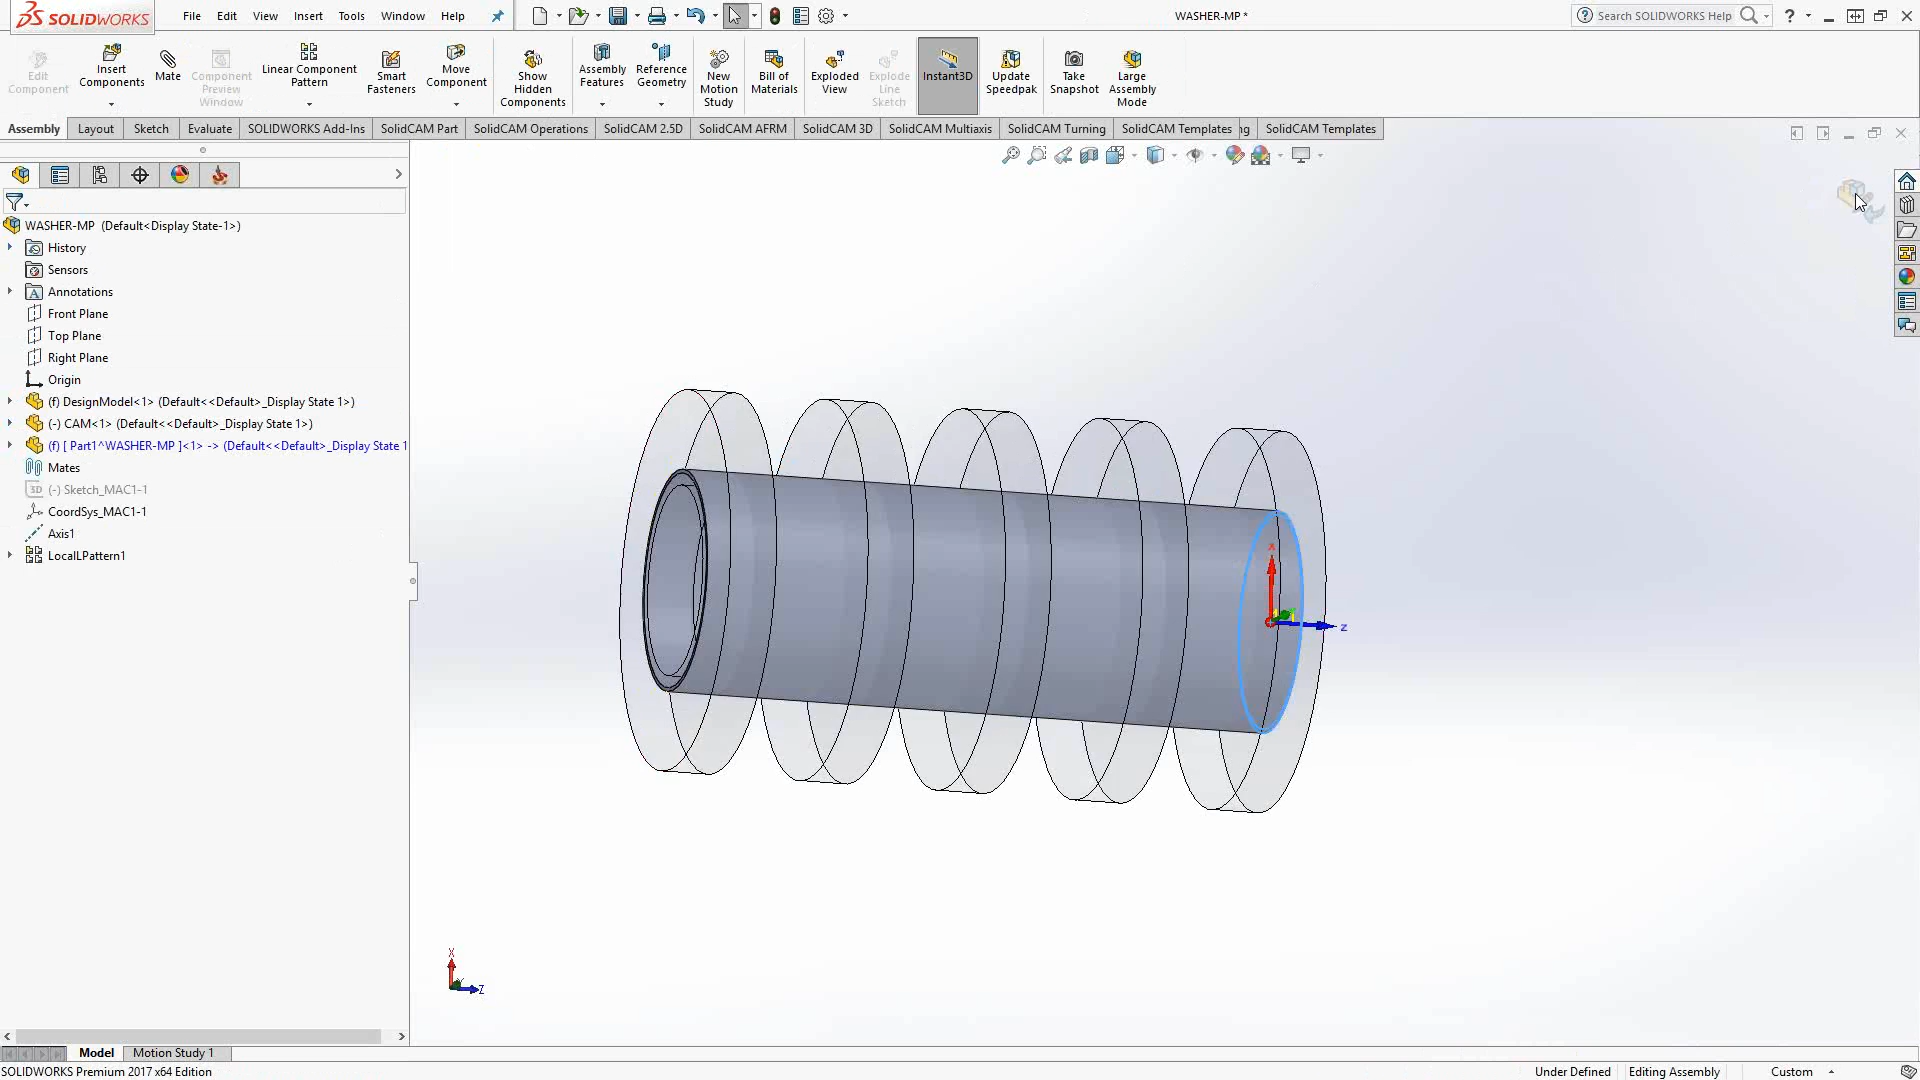 SOLIDWORKS
File Edit View Insert Tools Window Help
WASHER-MP *
Search SOLIDWORKS Help
Edit Component
Insert Components
Mate
Component Preview Window
Linear Component Pattern
Smart Fasteners
Move Component
Show Hidden Components
Assembly Features
Reference Geometry
New Motion Study
Bill of Materials
Exploded View
Explode Line Sketch
Instant3D
Update Speedpak
Take Snapshot
Large Assembly Mode
Assembly Layout Sketch Evaluate SOLIDWORKS Add-Ins SolidCAM Part SolidCAM Operations SolidCAM 2.5D SolidCAM AFRM SolidCAM 3D SolidCAM Multiaxis SolidCAM Turning SolidCAM Templates ng SolidCAM Templates
WASHER-MP (Default<Display State-1>)
History
Sensors
Annotations
Front Plane
Top Plane
Right Plane
Origin
(f) DesignModel<1> (Default<<Default>_Display State 1>)
(-) CAM<1> (Default<<Default>_Display State 1>)
(f) [ Part1^WASHER-MP ]<1> -> (Default<<Default>_Display State 1
Mates
3D (-) Sketch_MAC1-1
CoordSys_MAC1-1
Axis1
LocalLPattern1
X
Z
X
Z
Model Motion Study 1
SOLIDWORKS Premium 2017 x64 Edition
Under Defined Editing Assembly Custom